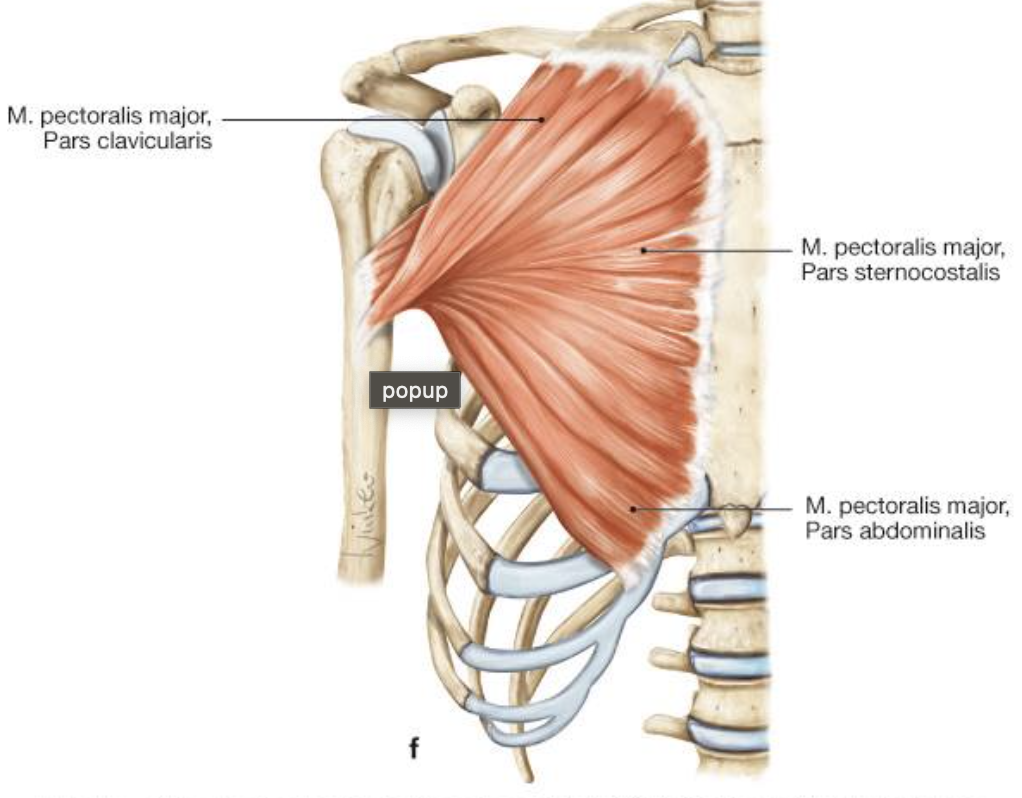 M. pectoralis major,
Pars clavicularis
M. pectoralis major,
Pars sternocostalis
popup
M. pectoralis major,
Pars abdominalis
f